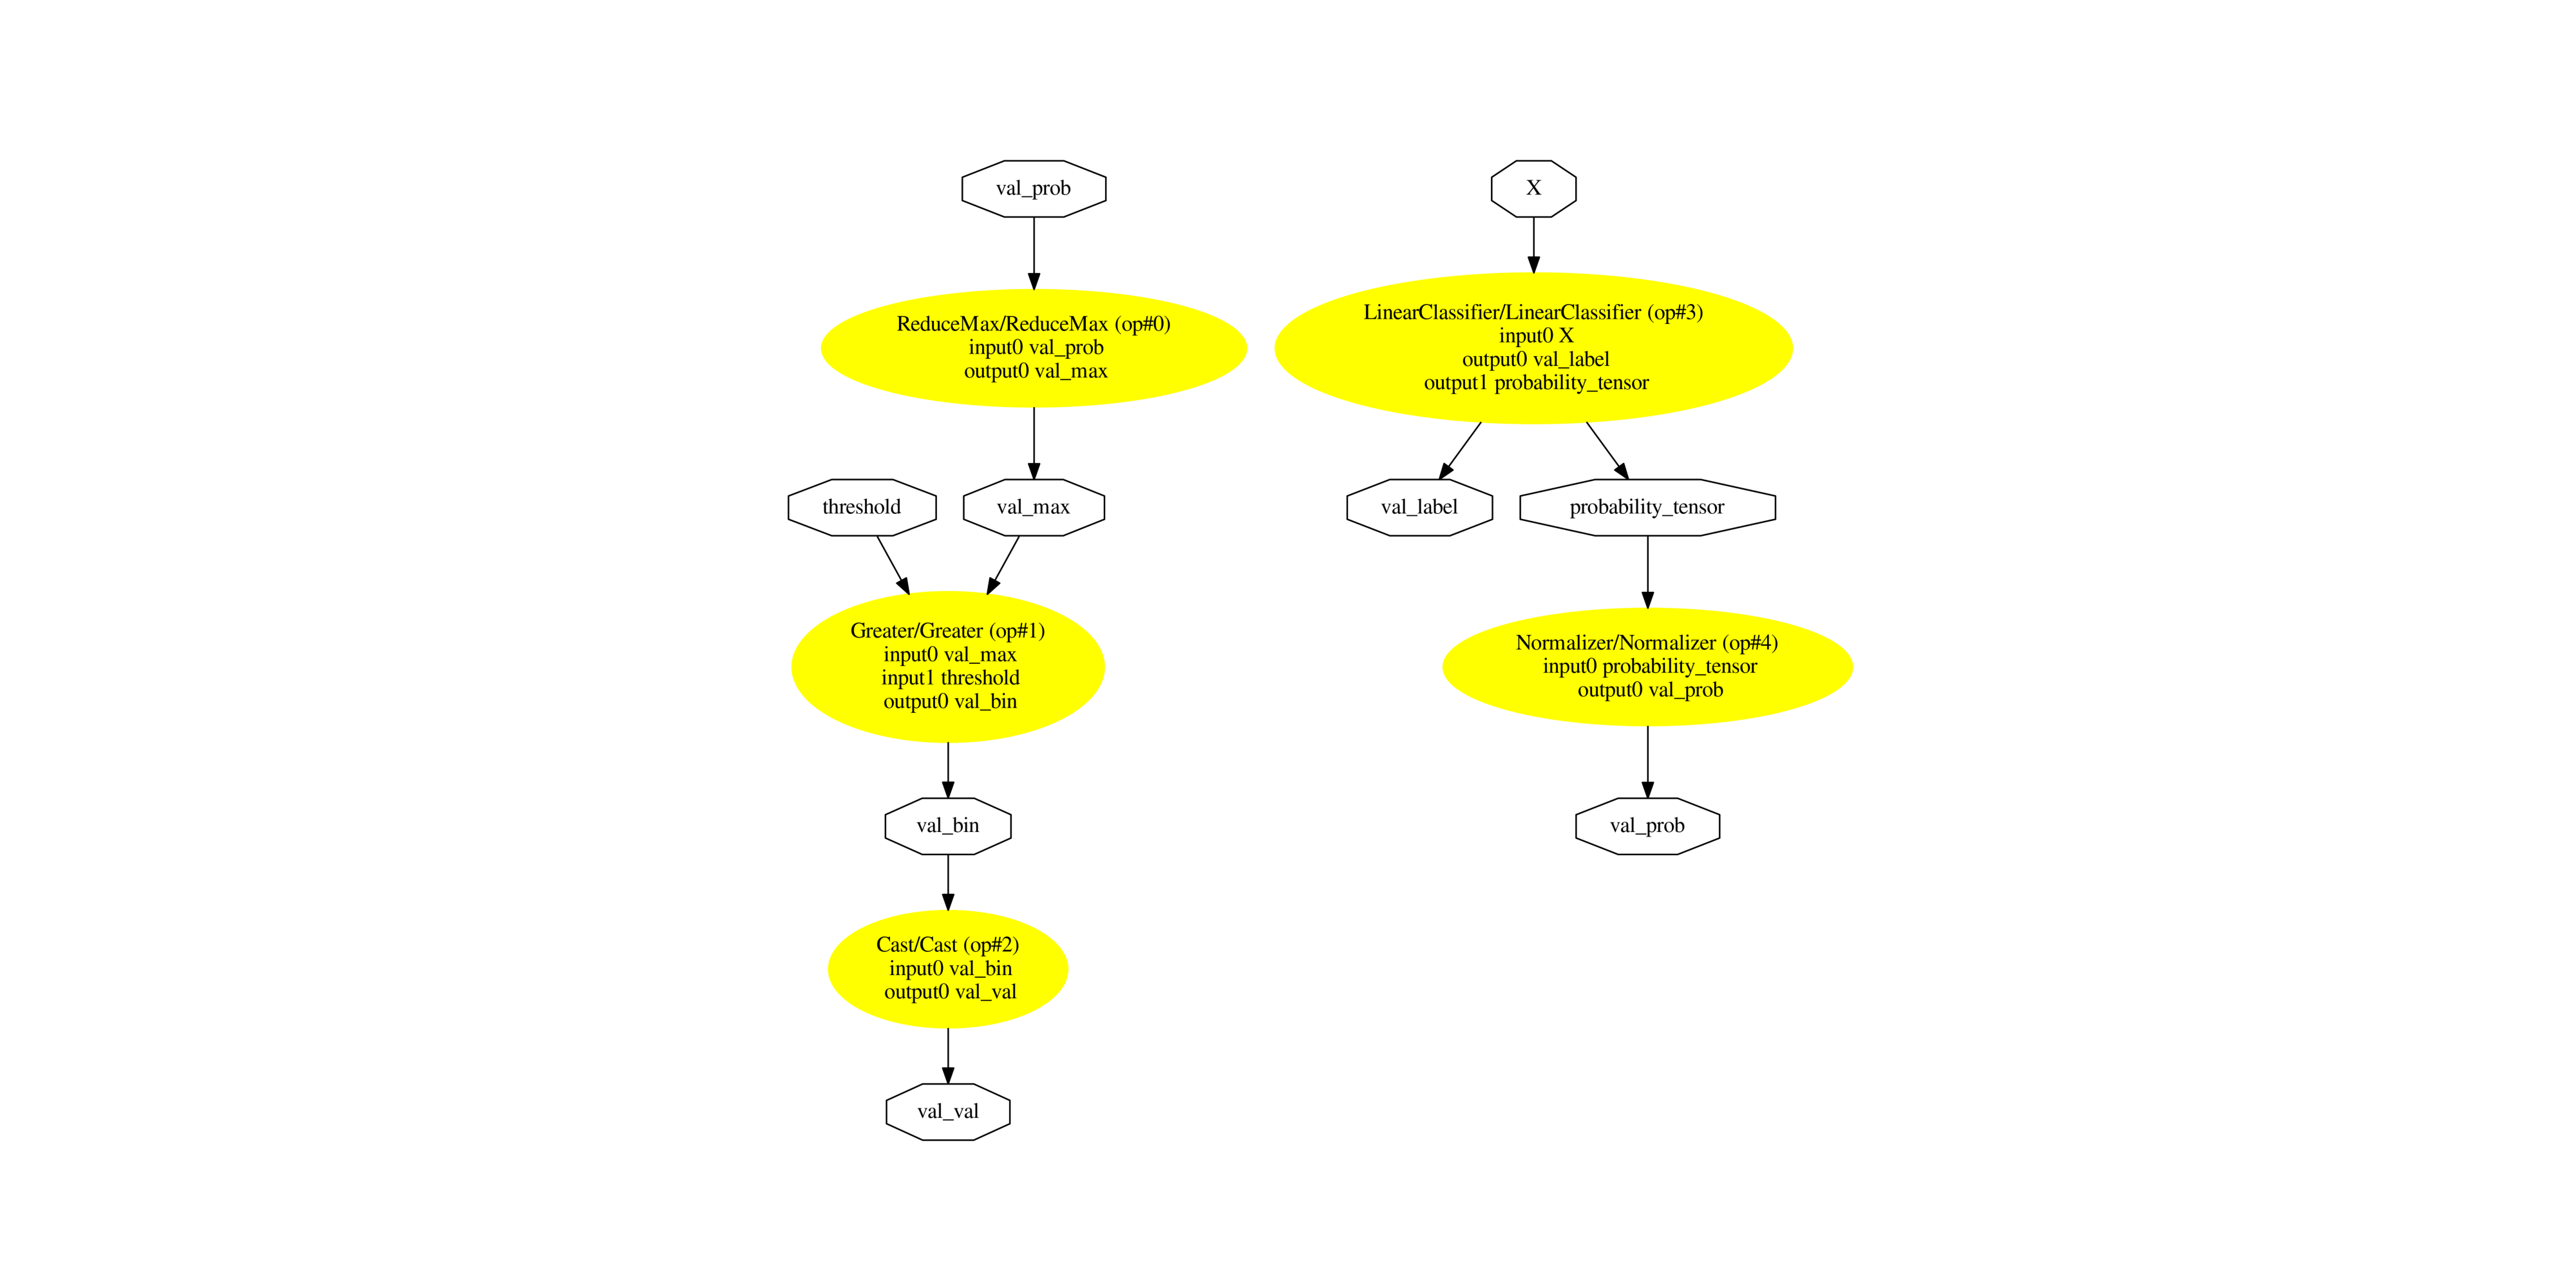 val_prob
X
ReduceMax/ReduceMax (op#0)
input0 val_prob
output0 val_max
LinearClassifier/LinearClassifier (op#3)
input0 X
output0 val_label
output1 probability_tensor
threshold
val_max
val_label
probability_tensor
Greater/Greater (op#1)
input0 val_max
input1 threshold
output0 val_bin
Normalizer/Normalizer (op#4)
input0 probability_tensor
output0 val_prob
val_bin
val_prob
Cast/Cast (op#2)
input0 val_bin
output0 val_val
val_val